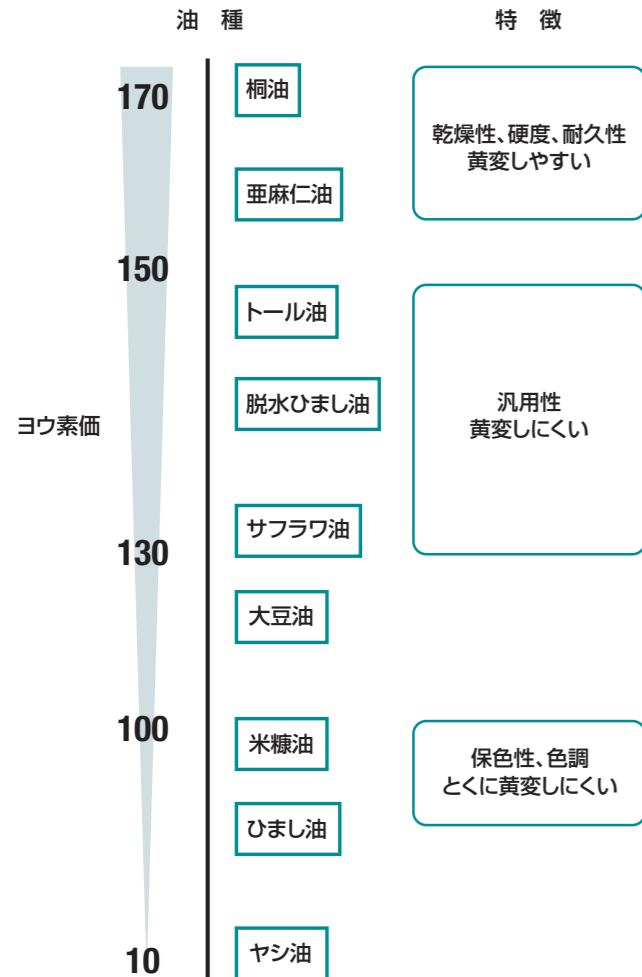 油 種
特 徴
170
桐油
乾燥性、硬度、耐久性
黄変しやすい
亜麻仁油
150
トール油
脱水ひまし油
汎用性
黄変しにくい
ヨウ素価
サフラワ油
130
大豆油
100
米糠油
保色性、色調
とくに黄変しにくい
ひまし油
10
ヤシ油